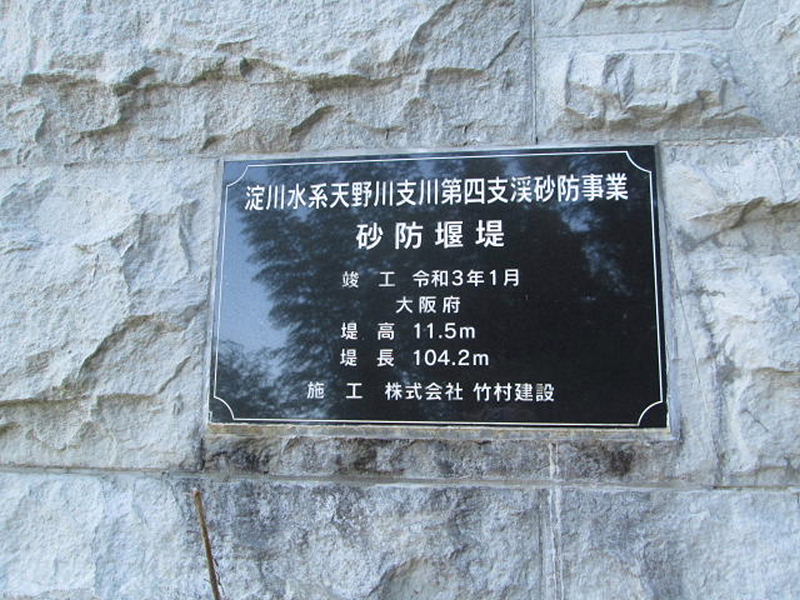 淀川水系天野川支川第四支渓砂防事業
砂防堰堤
竣 工 令和3年1月
大阪府
堤 高 11.5m
堤 長 104.2m
施 工 株式会社 竹村建設